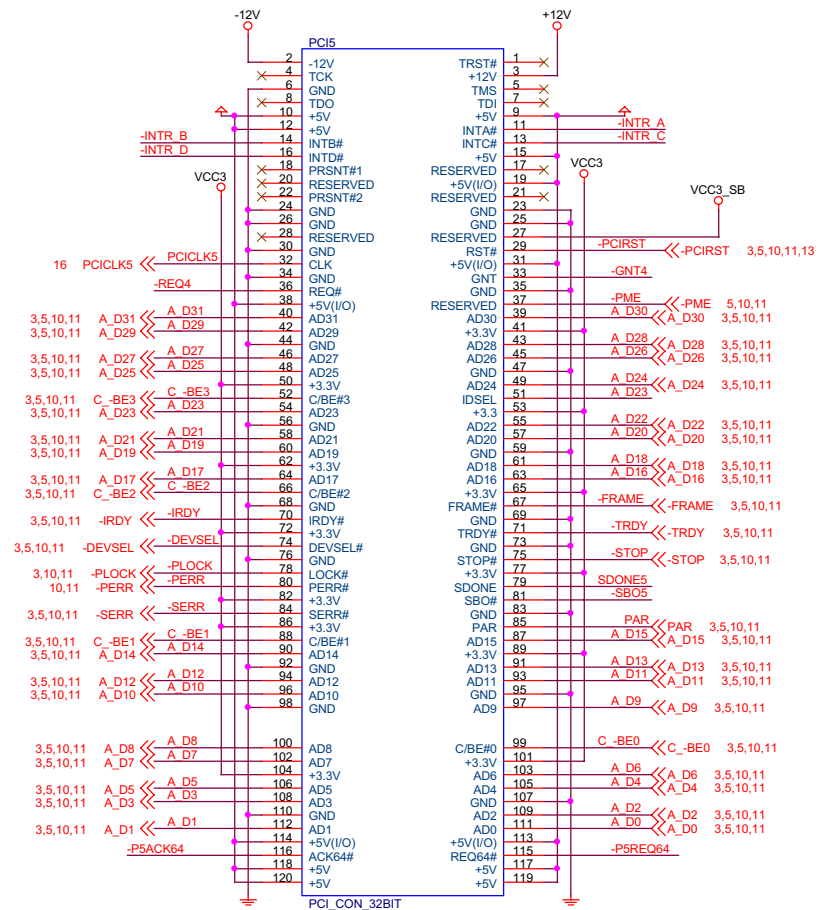 -12V +12V
PCI5
2 -12V TRST# 1
4 TCK +12V 3
6 GND TMS 5
8 TDO TDI 7
10 +5V +5V 9
12 +5V INTA# 11 -INTR_A
-INTR_B 14 INTB# INTC# 13 -INTR_C
-INTR_D 16 INTD# +5V 15
18 PRSNT#1 RESERVED 17
VCC3 20 RESERVED +5V(I/O) 19 VCC3
22 PRSNT#2 RESERVED 21 VCC3_SB
24 GND GND 23
26 GND GND 25
28 RESERVED RESERVED 27
30 GND RST# 29 -PCIRST -PCIRST 3,5,10,11,13
16 PCICLK5 PCICLK5 32 CLK +5V(I/O) 31
34 GND GNT 33 -GNT4
-REQ4 36 REQ# GND 35
38 +5V(I/O) RESERVED 37 -PME -PME 5,10,11
3,5,10,11 A_D31 A_D31 40 AD31 AD30 39 A_D30 A_D30 3,5,10,11
3,5,10,11 A_D29 A_D29 42 AD29 +3.3V 41
44 GND AD28 43 A_D28 A_D28 3,5,10,11
3,5,10,11 A_D27 A_D27 46 AD27 AD26 45 A_D26 A_D26 3,5,10,11
3,5,10,11 A_D25 A_D25 48 AD25 GND 47
50 +3.3V AD24 49 A_D24 A_D24 3,5,10,11
3,5,10,11 C_-BE3 C_-BE3 52 C/BE#3 IDSEL 51 A_D23
3,5,10,11 A_D23 A_D23 54 AD23 +3.3 53
56 GND AD22 55 A_D22 A_D22 3,5,10,11
3,5,10,11 A_D21 A_D21 58 AD21 AD20 57 A_D20 A_D20 3,5,10,11
3,5,10,11 A_D19 A_D19 60 AD19 GND 59
62 +3.3V AD18 61 A_D18 A_D18 3,5,10,11
3,5,10,11 A_D17 A_D17 64 AD17 AD16 63 A_D16 A_D16 3,5,10,11
3,5,10,11 C_-BE2 C_-BE2 66 C/BE#2 +3.3V 65
68 GND FRAME# 67 -FRAME -FRAME 3,5,10,11
3,5,10,11 -IRDY -IRDY 70 IRDY# GND 69
72 +3.3V TRDY# 71 -TRDY -TRDY 3,5,10,11
3,5,10,11 -DEVSEL -DEVSEL 74 DEVSEL# GND 73
76 GND STOP# 75 -STOP -STOP 3,5,10,11
3,10,11 -PLOCK -PLOCK 78 LOCK# +3.3V 77
10,11 -PERR -PERR 80 PERR# SDONE 79 SDONE5
82 +3.3V SBO# 81 -SBO5
3,5,10,11 -SERR -SERR 84 SERR# GND 83
86 +3.3V PAR 85 PAR PAR 3,5,10,11
3,5,10,11 C_-BE1 C_-BE1 88 C/BE#1 AD15 87 A_D15 A_D15 3,5,10,11
3,5,10,11 A_D14 A_D14 90 AD14 +3.3V 89
92 GND AD13 91 A_D13 A_D13 3,5,10,11
3,5,10,11 A_D12 A_D12 94 AD12 AD11 93 A_D11 A_D11 3,5,10,11
3,5,10,11 A_D10 A_D10 96 AD10 GND 95
98 GND AD9 97 A_D9 A_D9 3,5,10,11
3,5,10,11 A_D8 A_D8 100 AD8 C/BE#0 99 C_-BE0 C_-BE0 3,5,10,11
3,5,10,11 A_D7 A_D7 102 AD7 +3.3V 101
104 +3.3V AD6 103 A_D6 A_D6 3,5,10,11
3,5,10,11 A_D5 A_D5 106 AD5 AD4 105 A_D4 A_D4 3,5,10,11
3,5,10,11 A_D3 A_D3 108 AD3 GND 107
110 GND AD2 109 A_D2 A_D2 3,5,10,11
3,5,10,11 A_D1 A_D1 112 AD1 AD0 111 A_D0 A_D0 3,5,10,11
114 +5V(I/O) +5V(I/O) 113
-P5ACK64 116 ACK64# REQ64# 115 -P5REQ64
118 +5V +5V 117
120 +5V +5V 119
PCI_CON_32BIT